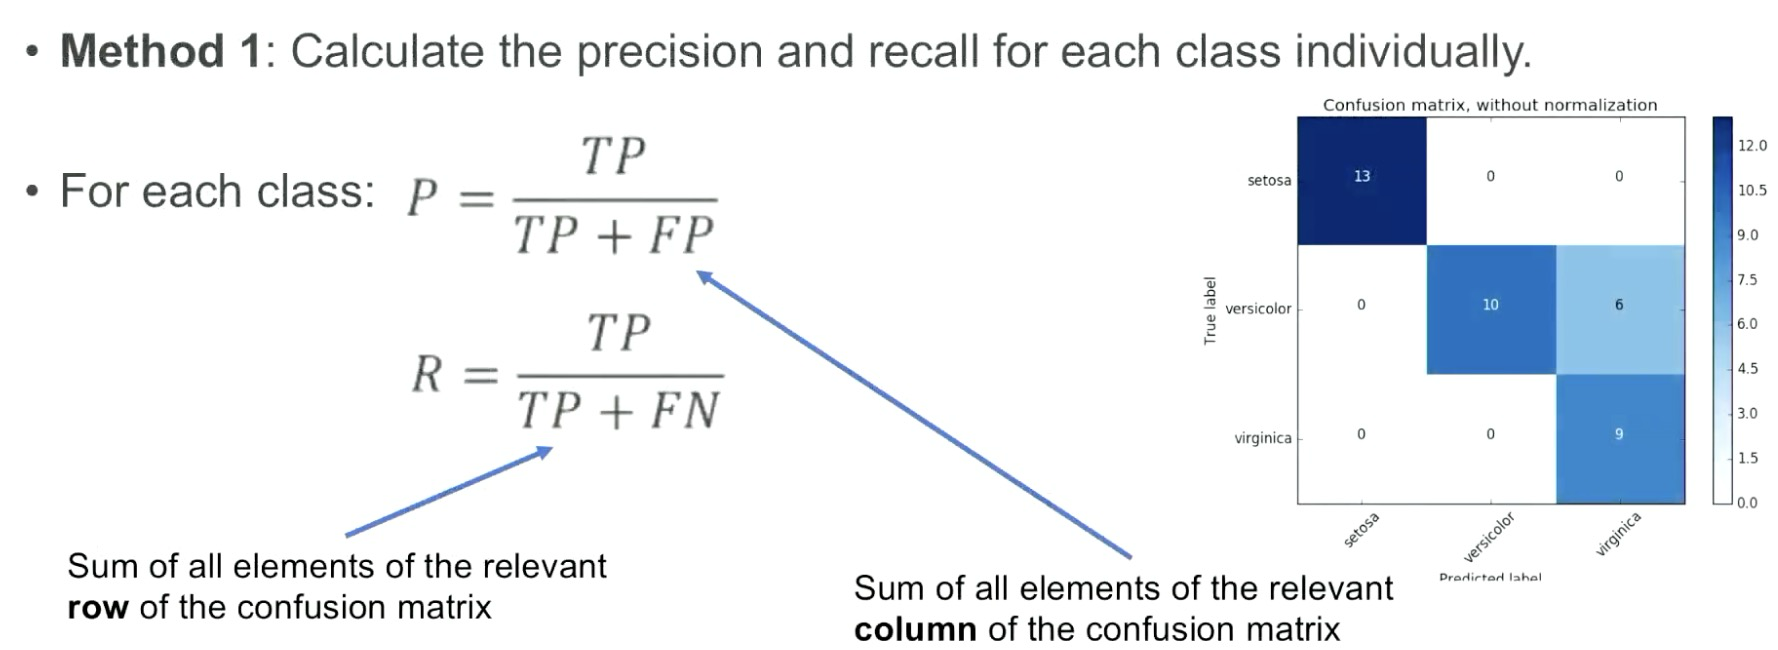 • Method 1: Calculate the precision and recall for each class individually.
• For each class: P = TP / (TP + FP)
R = TP / (TP + FN)
Sum of all elements of the relevant
row of the confusion matrix
Sum of all elements of the relevant
column of the confusion matrix
Confusion matrix, without normalization
True label
setosa 13 0 0
versicolor 0 10 6
virginica 0 0 9
setosa versicolor virginica
Predicted label
12.0
10.5
9.0
7.5
6.0
4.5
3.0
1.5
0.0